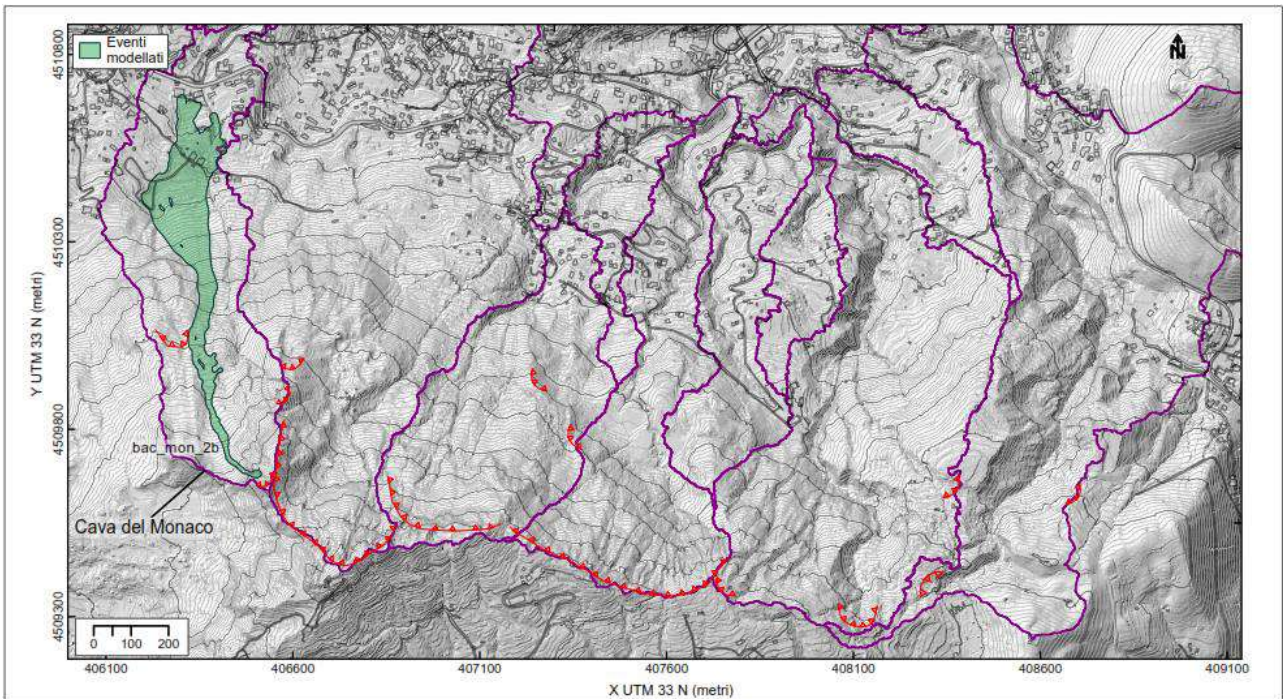 Eventi
modellati
N
4510800
4510300
4509800
4509300
Y UTM 33 N (metri)
bac_mon_2b
Cava del Monaco
0 100 200
406100 406600 407100 407600 408100 408600 409100
X UTM 33 N (metri)